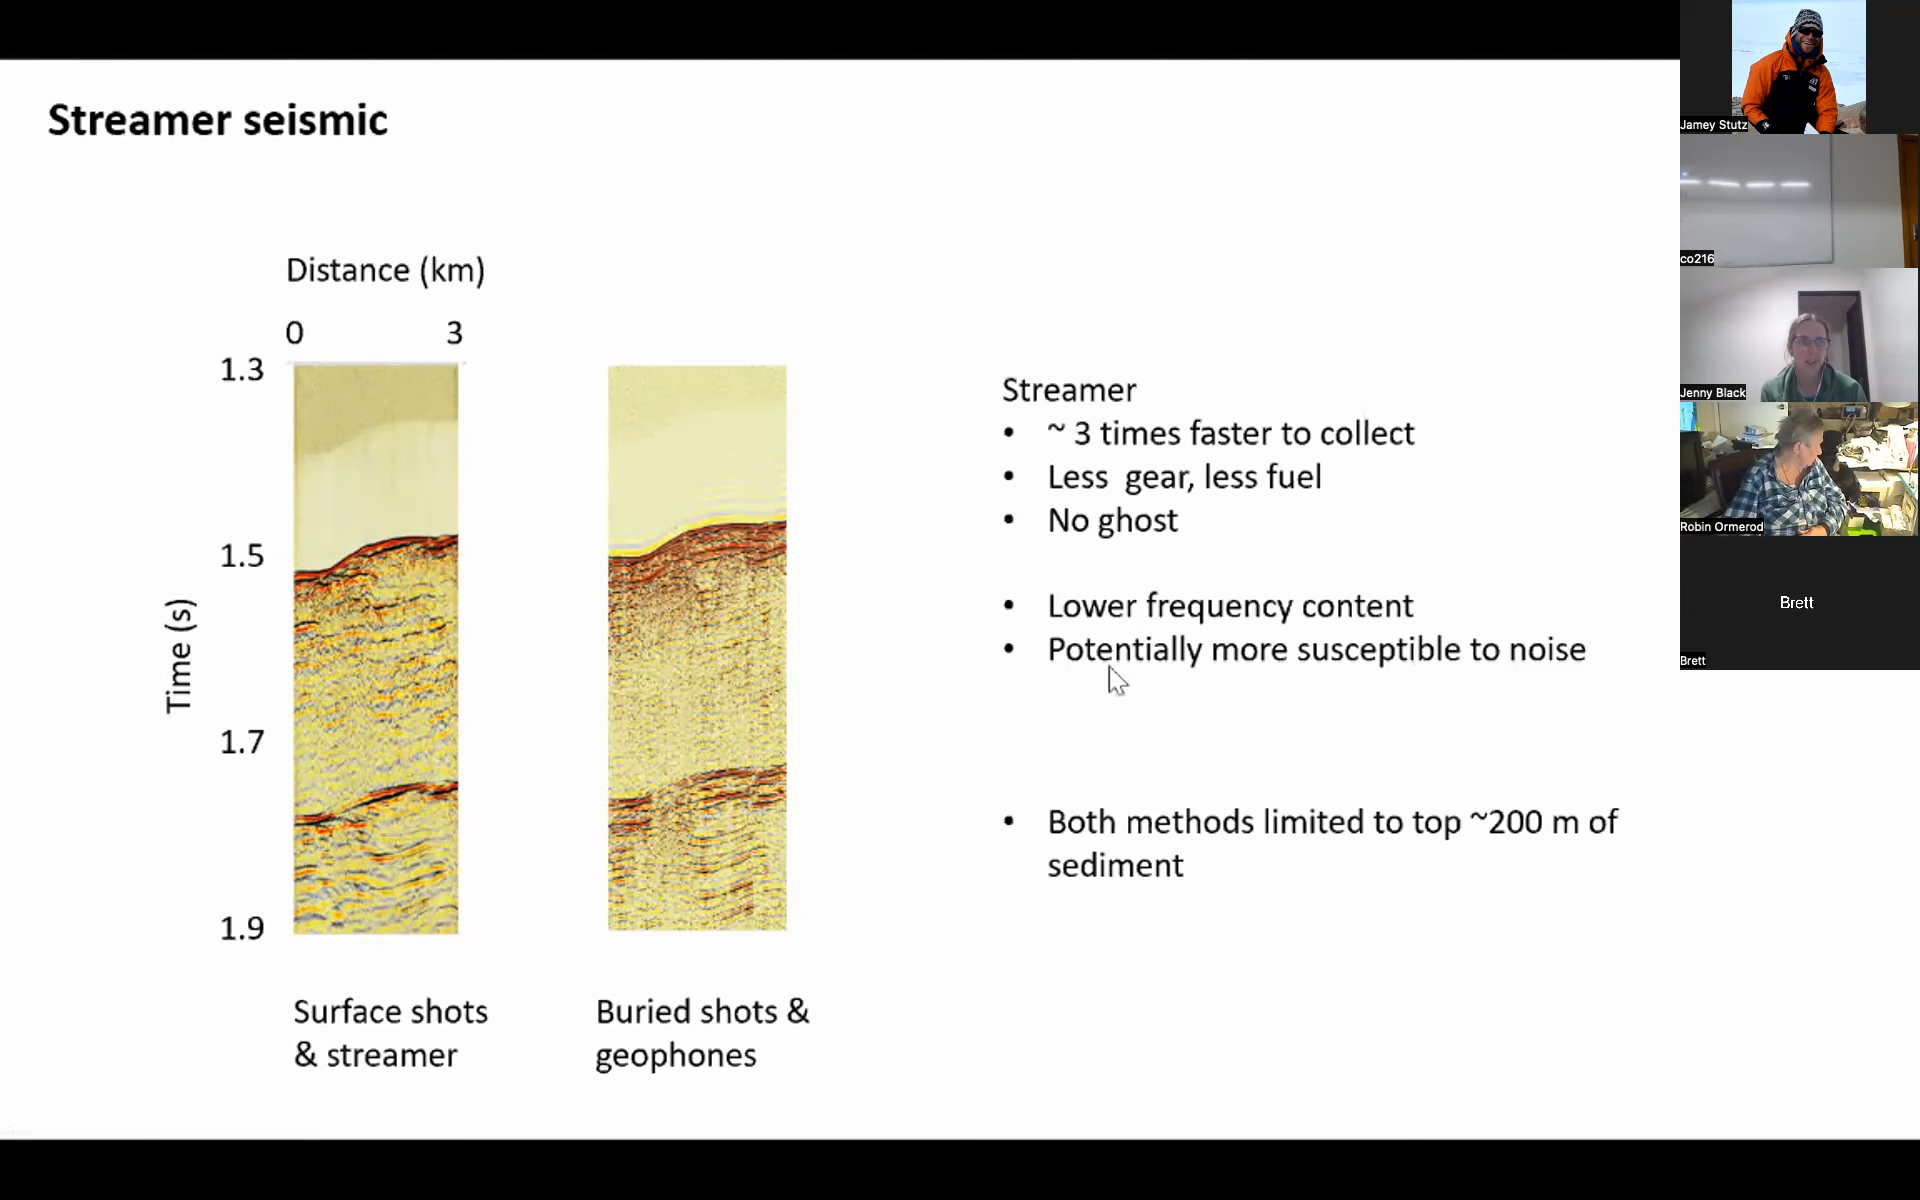 Streamer seismic
Distance (km)
0 3
1.3
1.5
1.7
1.9
Time (s)
Surface shots
& streamer
Buried shots &
geophones
Streamer
• ~ 3 times faster to collect
• Less gear, less fuel
• No ghost
• Lower frequency content
• Potentially more susceptible to noise
• Both methods limited to top ~200 m of
sediment
Jamey Stutz
co216
Jenny Black
Robin Ormerod
Brett
Brett